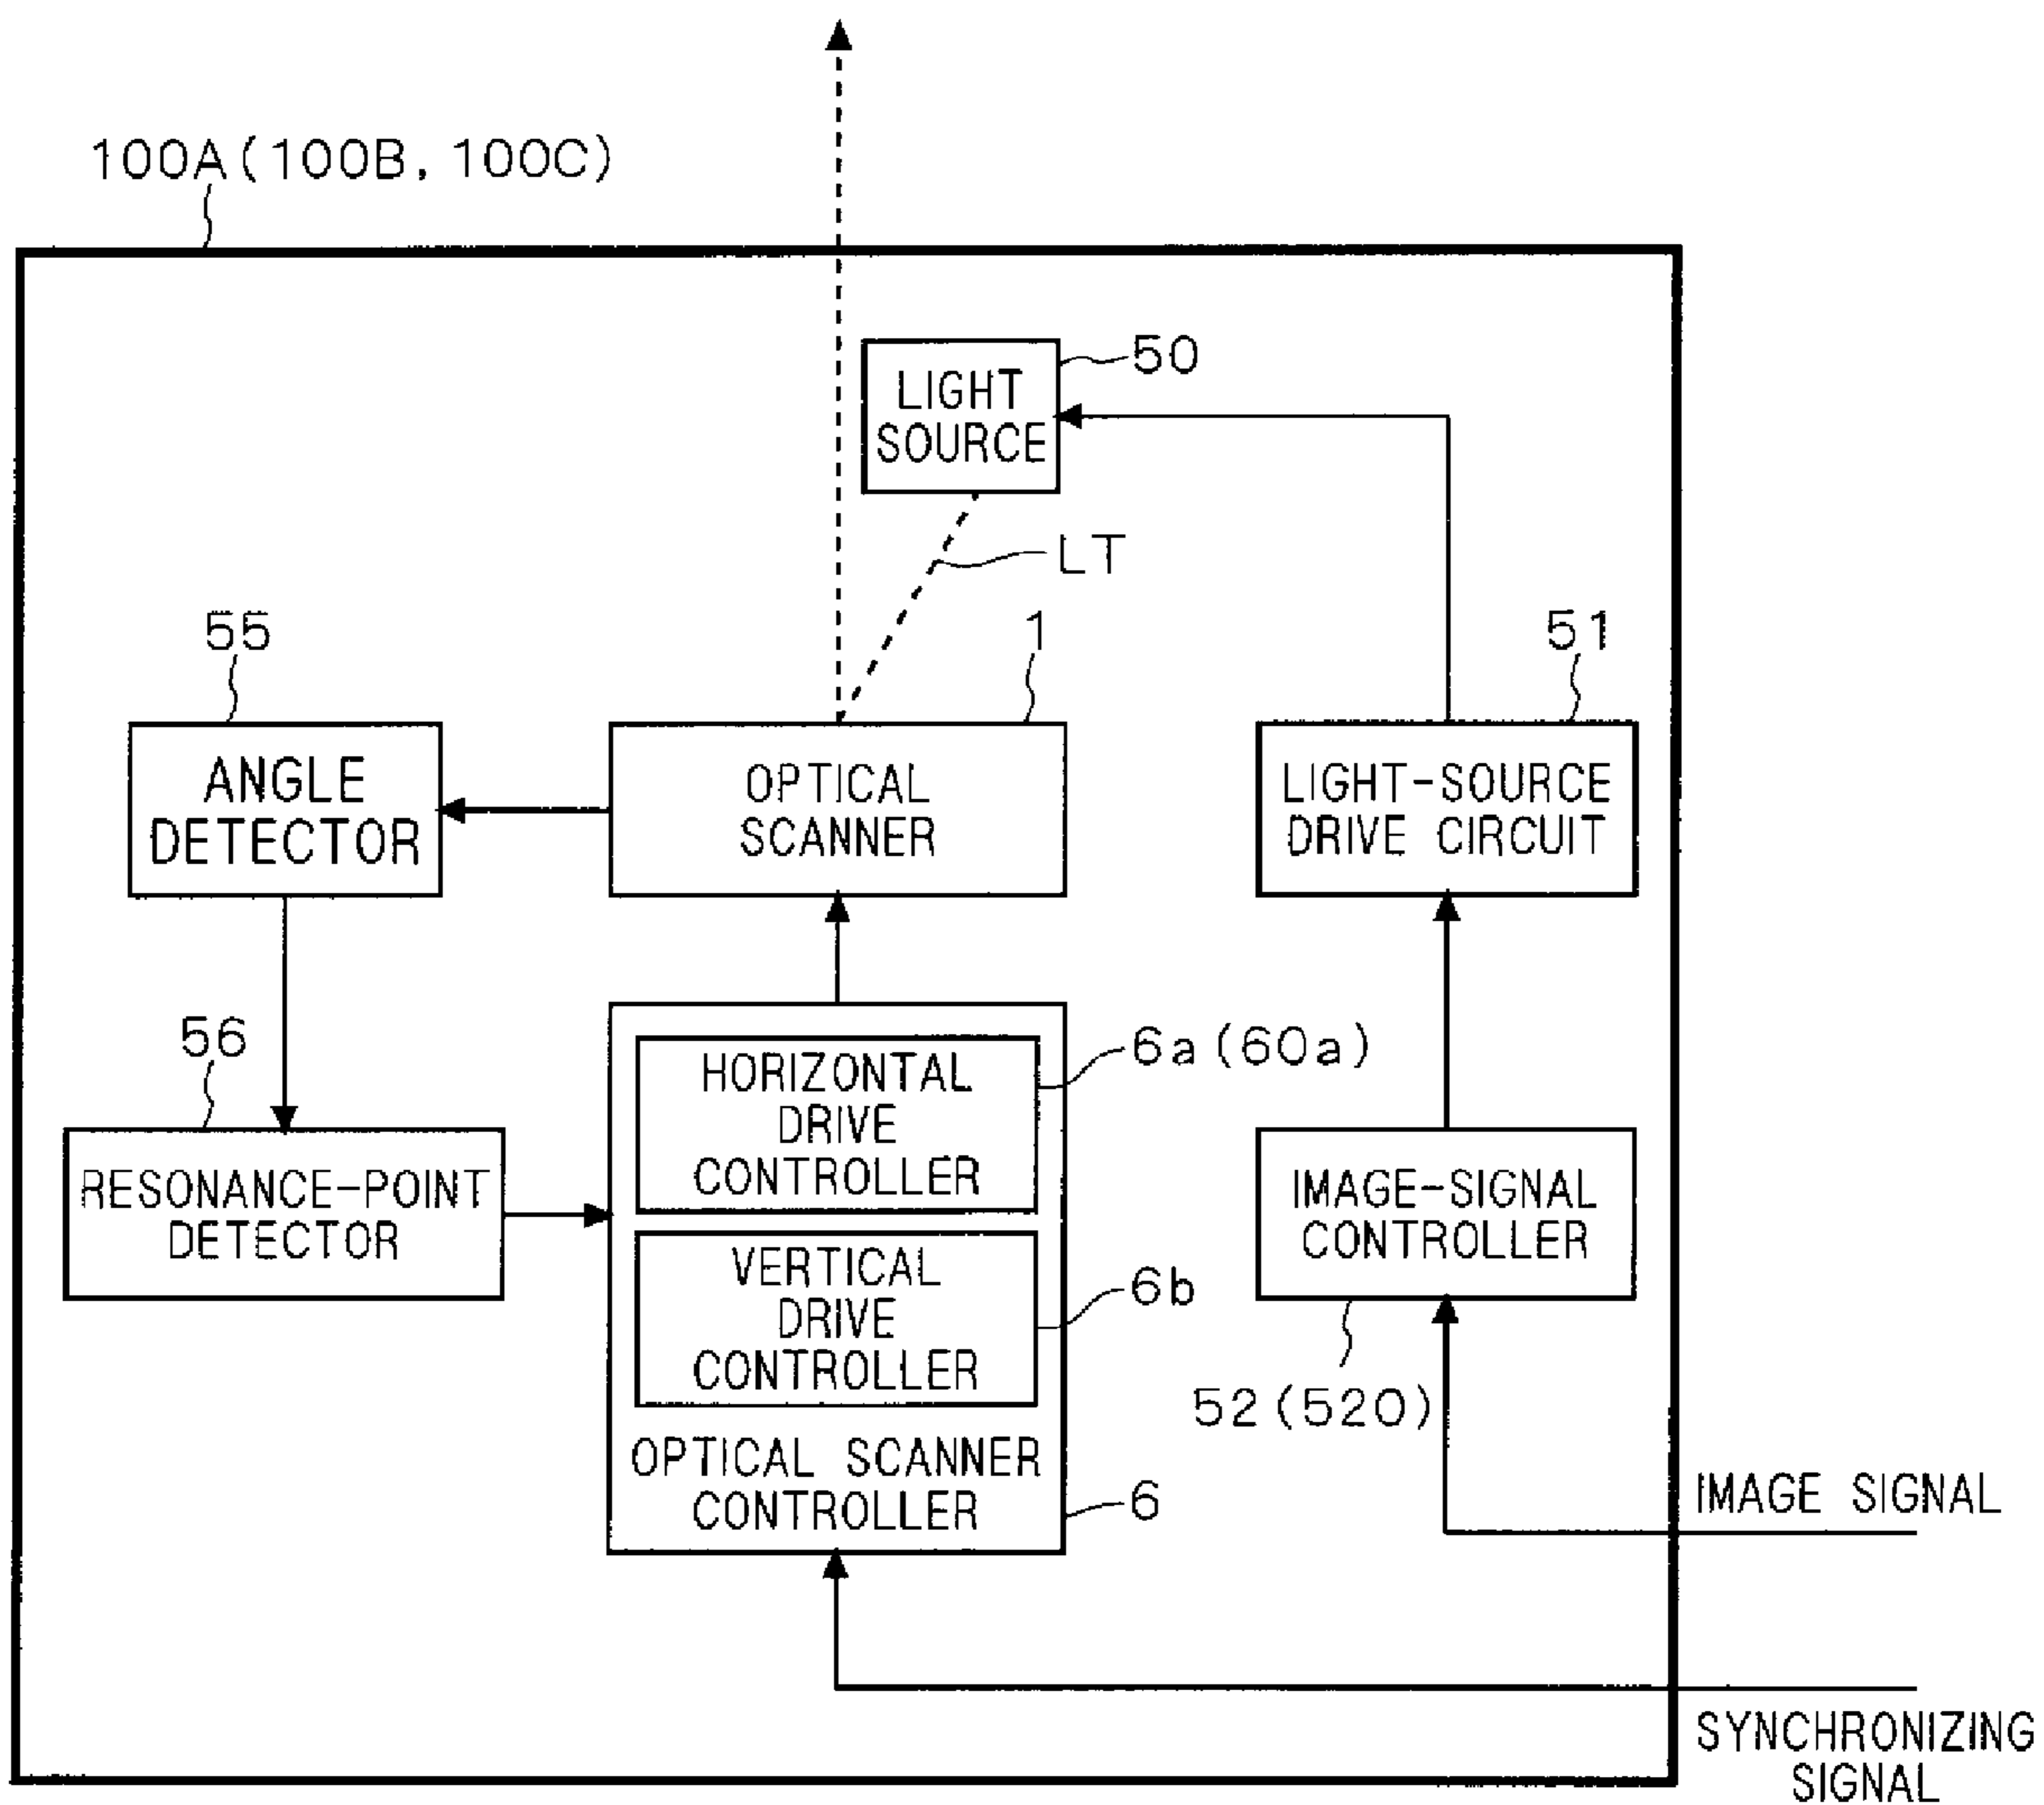 100A(100B, 100C)
50
LIGHT
SOURCE
LT
55
1
51
ANGLE
DETECTOR
OPTICAL
SCANNER
LIGHT-SOURCE
DRIVE CIRCUIT
56
6a(60a)
HORIZONTAL
DRIVE
CONTROLLER
RESONANCE-POINT
DETECTOR
IMAGE-SIGNAL
CONTROLLER
VERTICAL
DRIVE
CONTROLLER
6b
52(520)
OPTICAL SCANNER
CONTROLLER
6
IMAGE SIGNAL
SYNCHRONIZING
SIGNAL